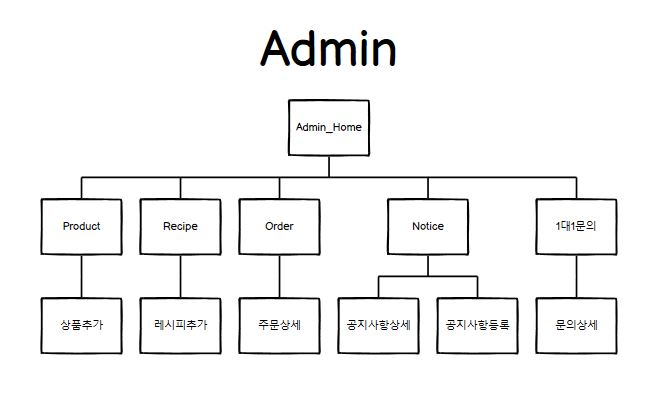 Admin
Admin_Home
Product
Recipe
Order
Notice
1대1문의
상품추가
레시피추가
주문상세
공지사항상세
공지사항등록
문의상세